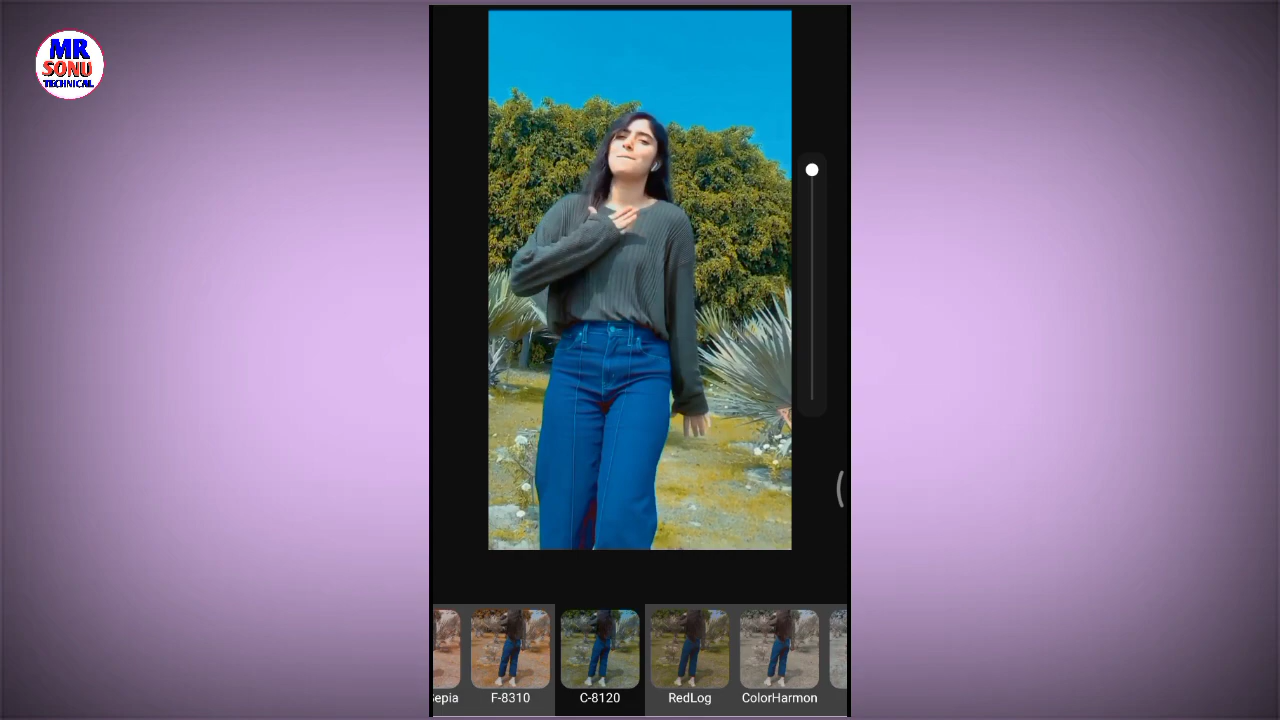 MR
SONU
TECHNICAL
epia
F-8310
C-8120
RedLog
ColorHarmon